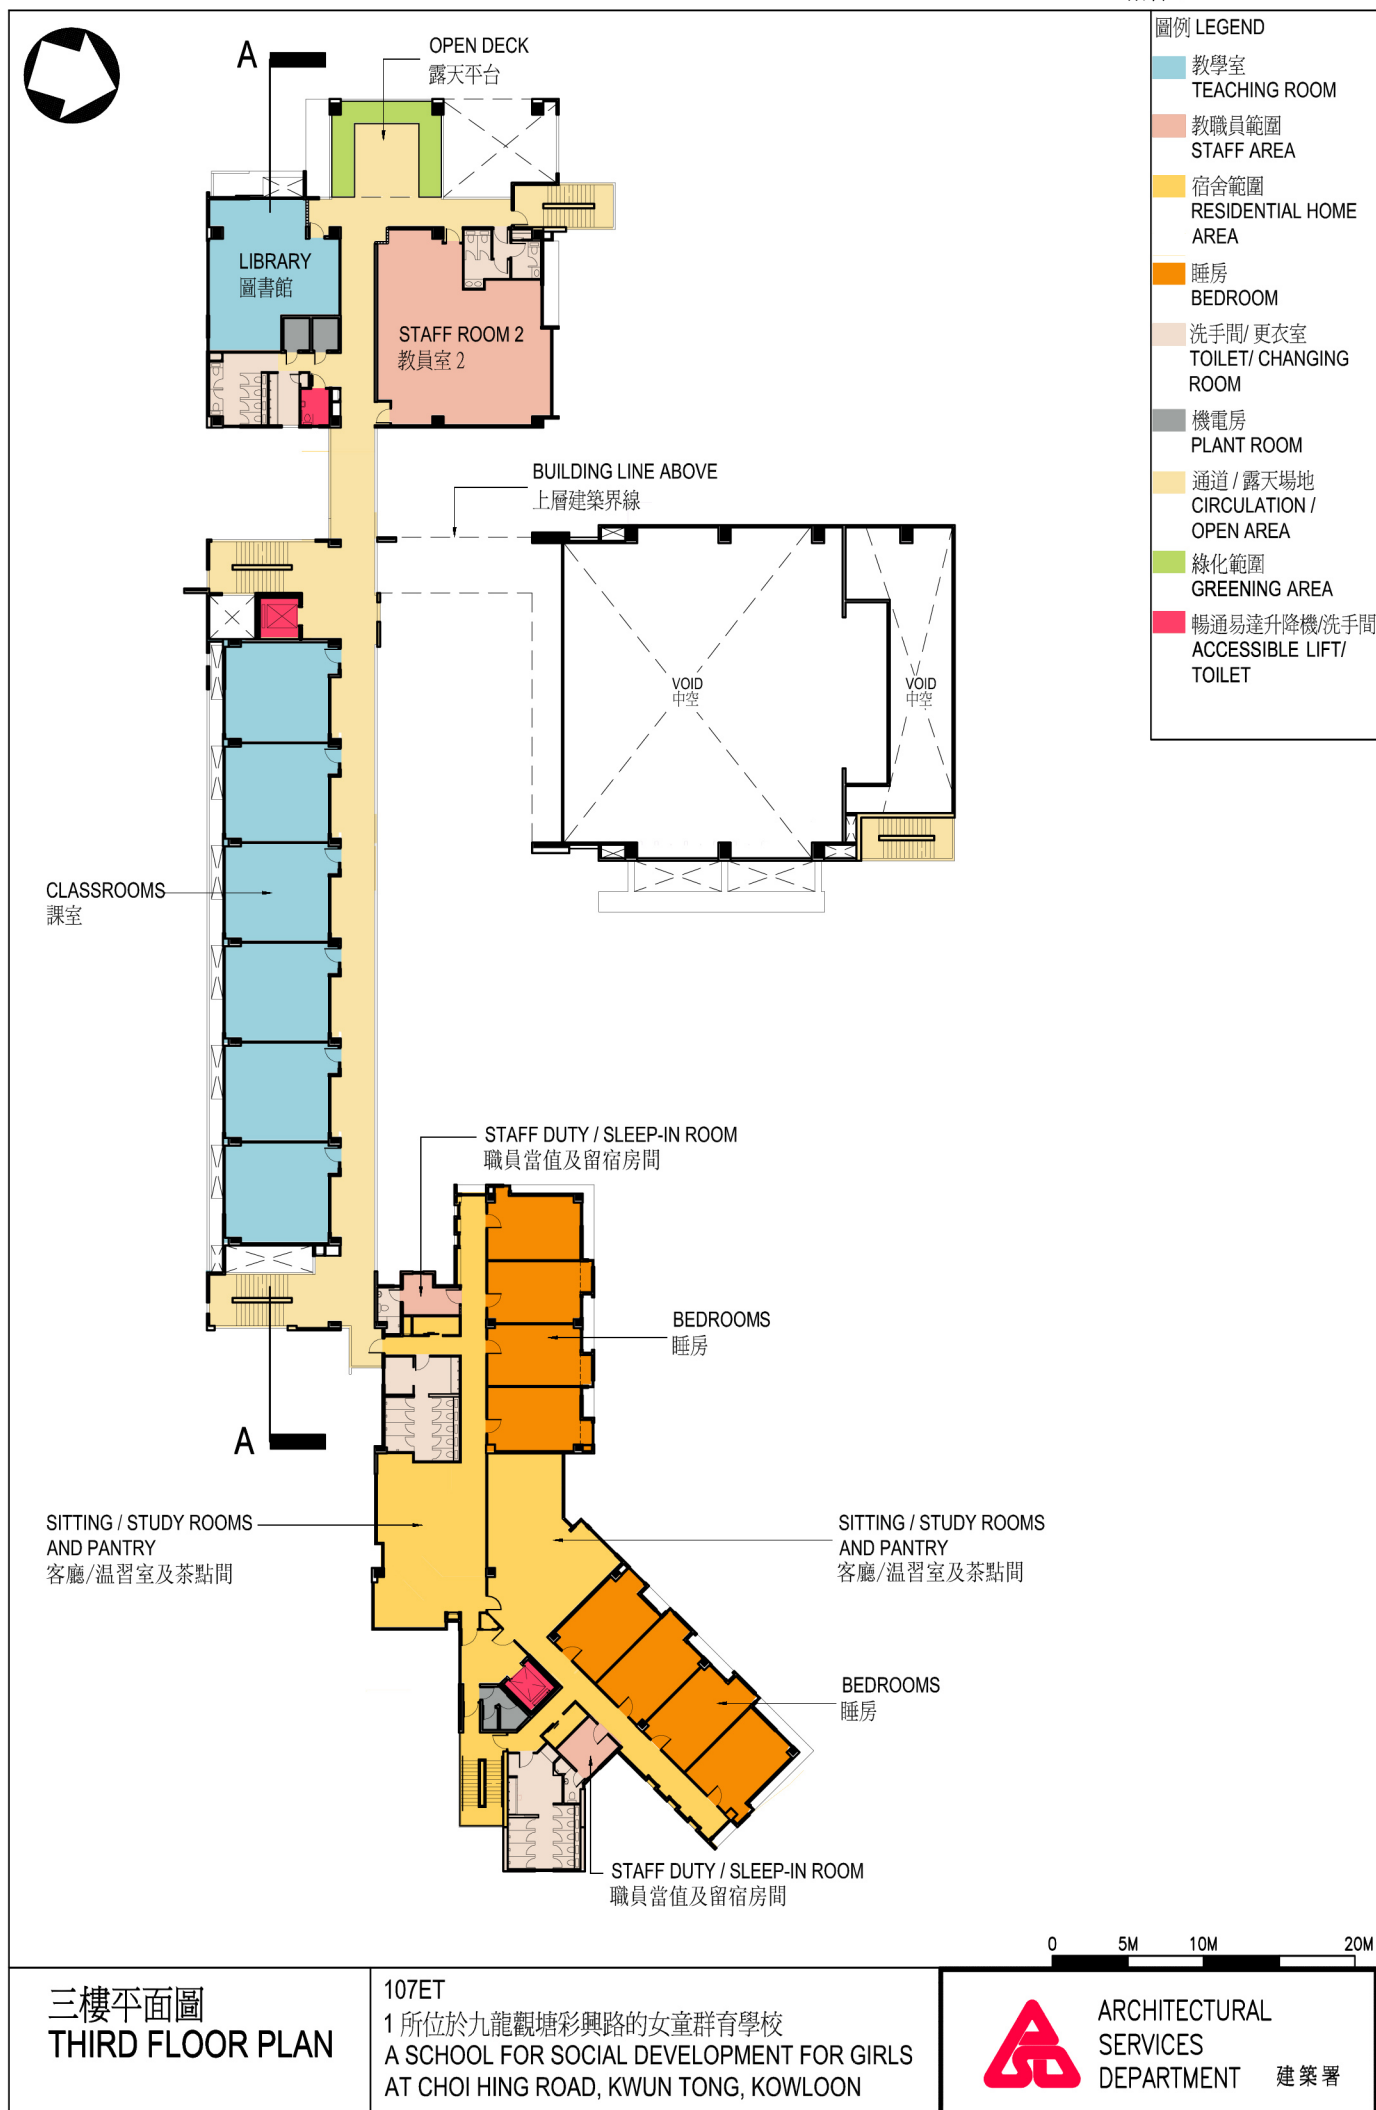 圖例 LEGEND
教學室
TEACHING ROOM
教職員範圍
STAFF AREA
宿舍範圍
RESIDENTIAL HOME
AREA
睡房
BEDROOM
洗手間/ 更衣室
TOILET/ CHANGING
ROOM
機電房
PLANT ROOM
通道 / 露天場地
CIRCULATION /
OPEN AREA
綠化範圍
GREENING AREA
暢通易達升降機/洗手間
ACCESSIBLE LIFT/
TOILET
A
OPEN DECK
露天平台
LIBRARY
圖書館
STAFF ROOM 2
教員室 2
BUILDING LINE ABOVE
上層建築界線
VOID
中空
VOID
中空
CLASSROOMS
課室
STAFF DUTY / SLEEP-IN ROOM
職員當值及留宿房間
BEDROOMS
睡房
A
SITTING / STUDY ROOMS
AND PANTRY
客廳/温習室及茶點間
SITTING / STUDY ROOMS
AND PANTRY
客廳/温習室及茶點間
BEDROOMS
睡房
STAFF DUTY / SLEEP-IN ROOM
職員當值及留宿房間
0 5M 10M 20M
三樓平面圖
THIRD FLOOR PLAN
107ET
1 所位於九龍觀塘彩興路的女童群育學校
A SCHOOL FOR SOCIAL DEVELOPMENT FOR GIRLS
AT CHOI HING ROAD, KWUN TONG, KOWLOON
ARCHITECTURAL
SERVICES
DEPARTMENT 建築署